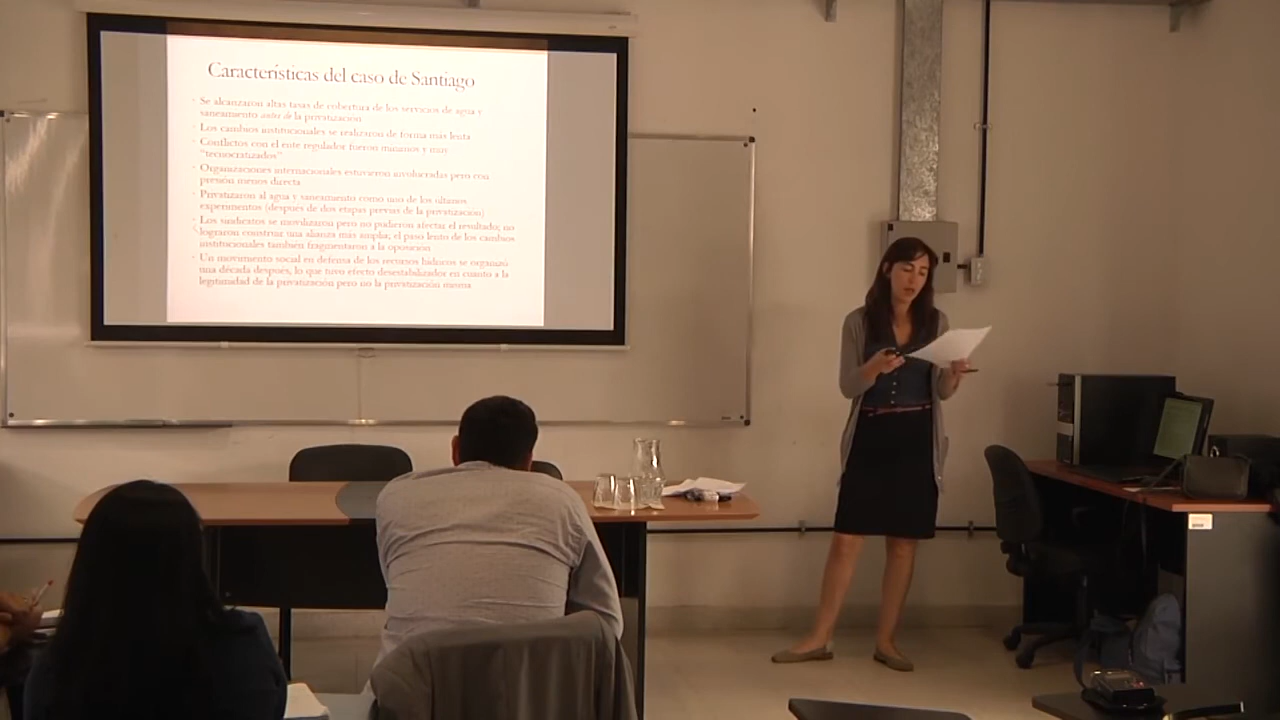 Características del caso de Santiago
· Se alcanzaron altas tasas de cobertura de los servicios de agua y
saneamiento antes de la privatización
· Los cambios institucionales se realizaron de forma más lenta
· Conflictos con el ente regulador fueron mínimos y muy
"tecnocratizados"
· Organizaciones internacionales estuvieron involucradas pero con
presión menos directa
· Privatizaron al agua y saneamiento como uno de los últimos
experimentos (después de dos etapas previas de la privatización)
· Los sindicatos se movilizaron pero no pudieron afectar el resultado; no
lograron construir una alianza más amplia; el paso lento de los cambios
institucionales también fragmentaron a la oposición
· Un movimiento social en defensa de los recursos hídricos se organizó
una década después, lo que tuvo efecto desestabilizador en cuanto a la
legitimidad de la privatización pero no la privatización misma